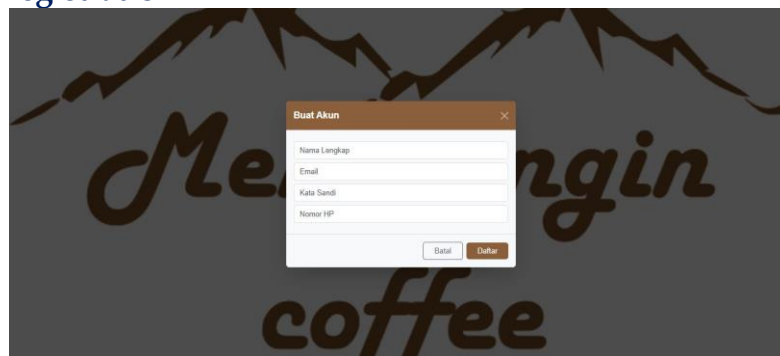 Buat Akun
Nama Lengkap
Email
Kata Sandi
Nomor HP
Batal Daftar
coffee